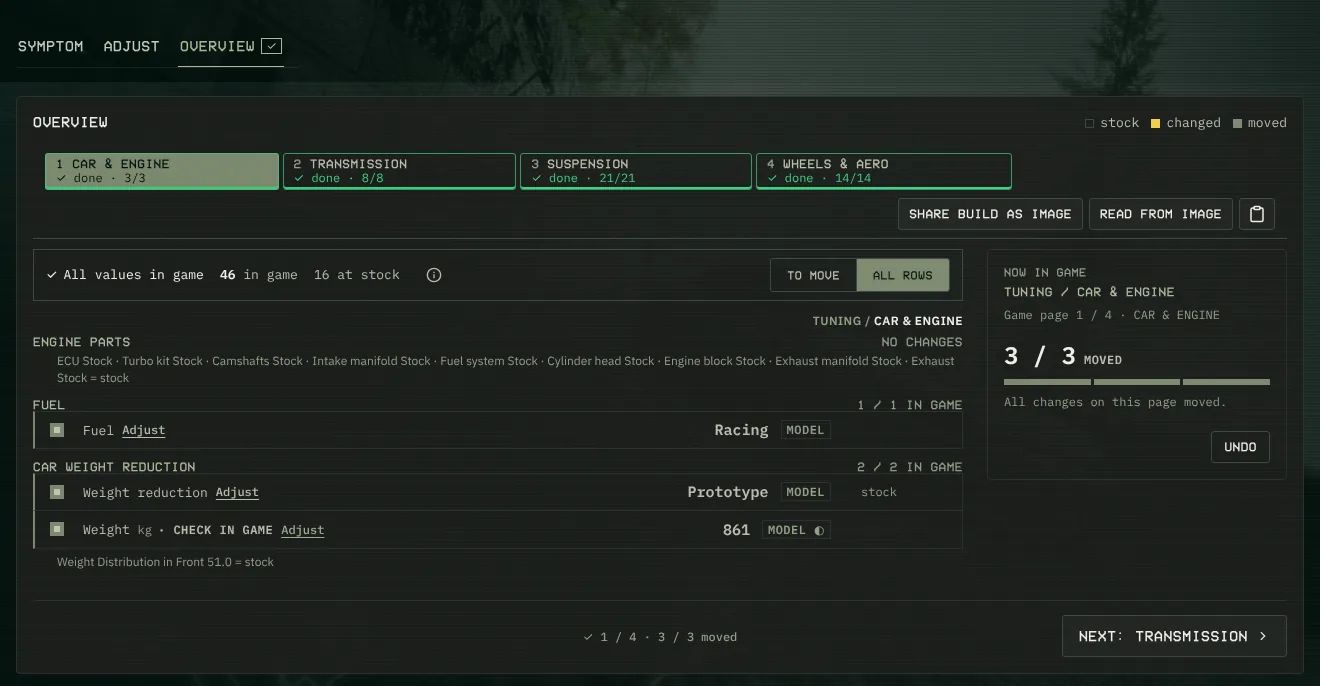 SYMPTOM ADJUST OVERVIEW
OVERVIEW
stock changed moved
1 CAR & ENGINE
✓ done · 3/3
2 TRANSMISSION
✓ done · 8/8
3 SUSPENSION
✓ done · 21/21
4 WHEELS & AERO
✓ done · 14/14
SHARE BUILD AS IMAGE READ FROM IMAGE
✓ All values in game 46 in game 16 at stock
TO MOVE ALL ROWS
TUNING / CAR & ENGINE
ENGINE PARTS NO CHANGES
ECU Stock · Turbo kit Stock · Camshafts Stock · Intake manifold Stock · Fuel system Stock · Cylinder head Stock · Engine block Stock · Exhaust manifold Stock · Exhaust
Stock = stock
FUEL 1 / 1 IN GAME
Fuel Adjust Racing MODEL
CAR WEIGHT REDUCTION 2 / 2 IN GAME
Weight reduction Adjust Prototype MODEL stock
Weight kg · CHECK IN GAME Adjust 861 MODEL ◐
Weight Distribution in Front 51.0 = stock
NOW IN GAME
TUNING / CAR & ENGINE
Game page 1 / 4 · CAR & ENGINE
3 / 3 MOVED
All changes on this page moved.
UNDO
✓ 1 / 4 · 3 / 3 moved
NEXT: TRANSMISSION >